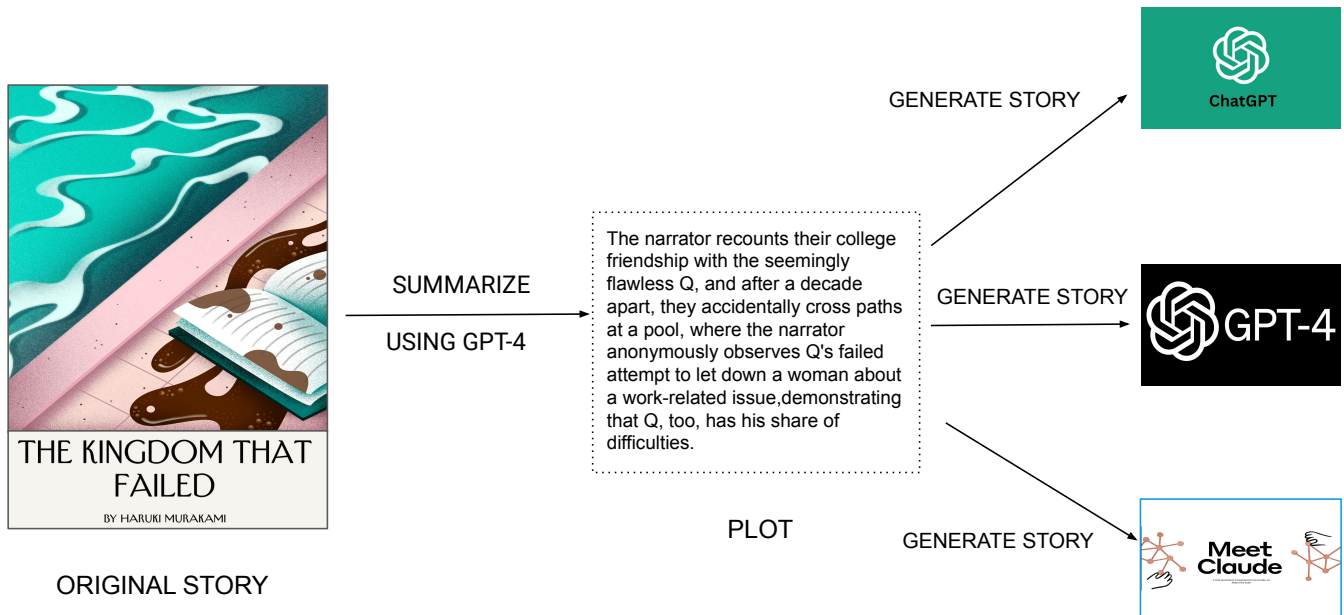 THE KINGDOM THAT
FAILED
BY HARUKI MURAKAMI
ORIGINAL STORY
SUMMARIZE
USING GPT-4
The narrator recounts their college
friendship with the seemingly
flawless Q, and after a decade
apart, they accidentally cross paths
at a pool, where the narrator
anonymously observes Q's failed
attempt to let down a woman about
a work-related issue,demonstrating
that Q, too, has his share of
difficulties.
PLOT
GENERATE STORY
ChatGPT
GENERATE STORY
GPT-4
GENERATE STORY
Meet
Claude